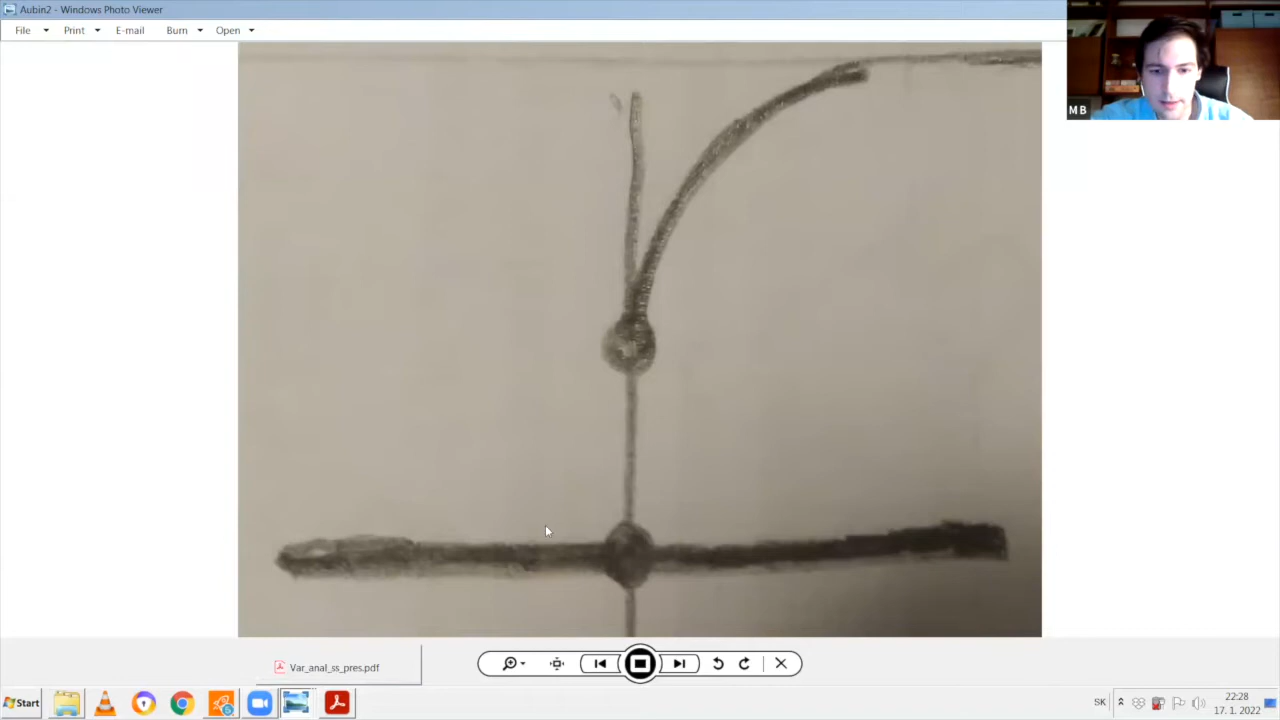 Aubin2 - Windows Photo Viewer
File Print E-mail Burn Open
MB
Var_anal_ss_pres.pdf
Start
5
SK
22:28
17. 1. 2022